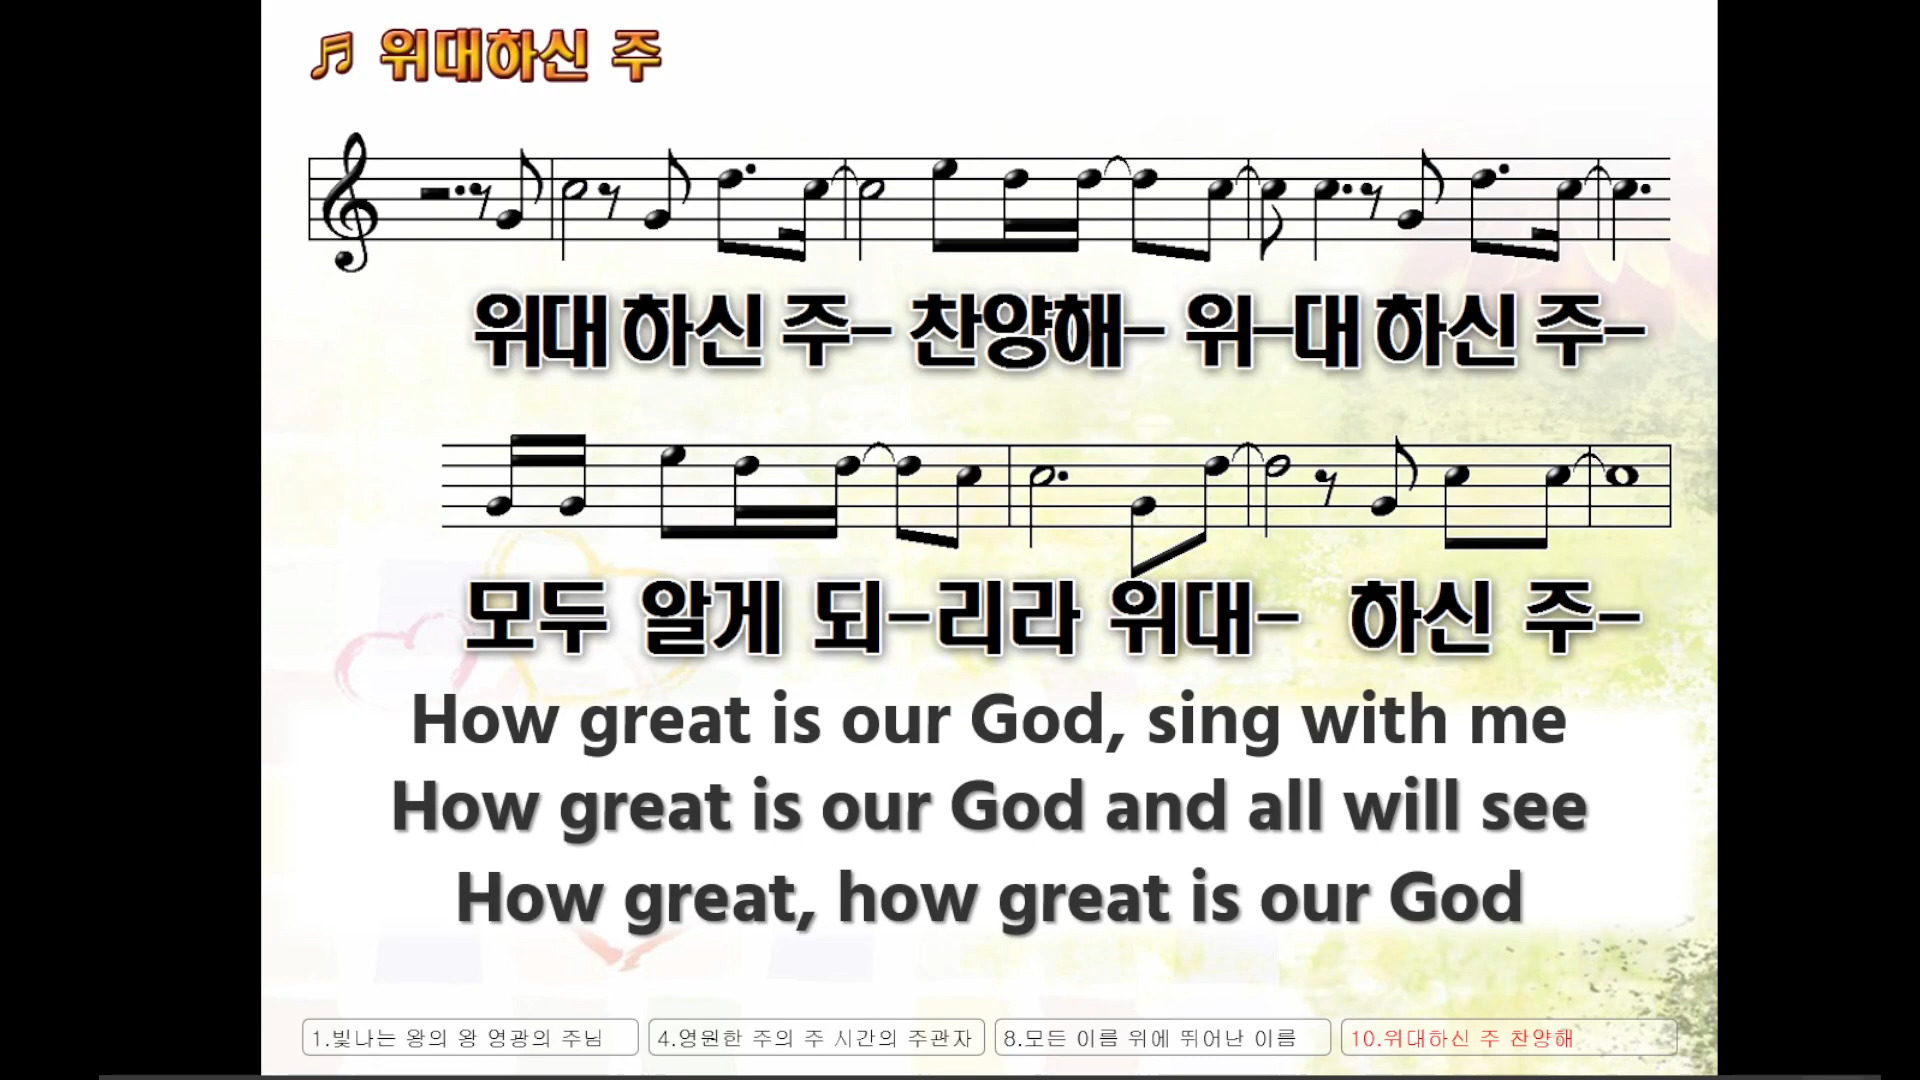 위대하신 주
위대 하신 주- 찬양해- 위-대 하신 주-
모두 알게 되-리라 위대- 하신 주-
How great is our God, sing with me
How great is our God and all will see
How great, how great is our God
1.빛나는 왕의 왕 영광의 주님 4.영원한 주의 주 시간의 주관자 8.모든 이름 위에 뛰어난 이름 10.위대하신 주 찬양해